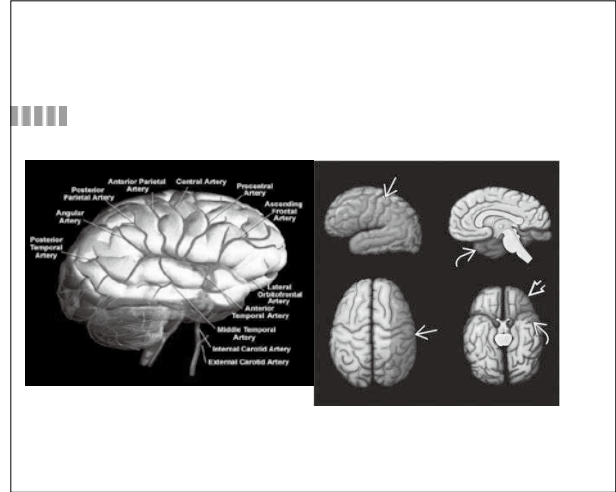 Anterior Parietal
Artery
Central Artery
Precentral
Artery
Posterior
Parietal Artery
Ascending
Frontal
Artery
Angular
Artery
Posterior
Temporal
Artery
Lateral
Orbitofrontal
Artery
Anterior
Temporal Artery
Middle Temporal
Artery
Internal Carotid Artery
External Carotid Artery